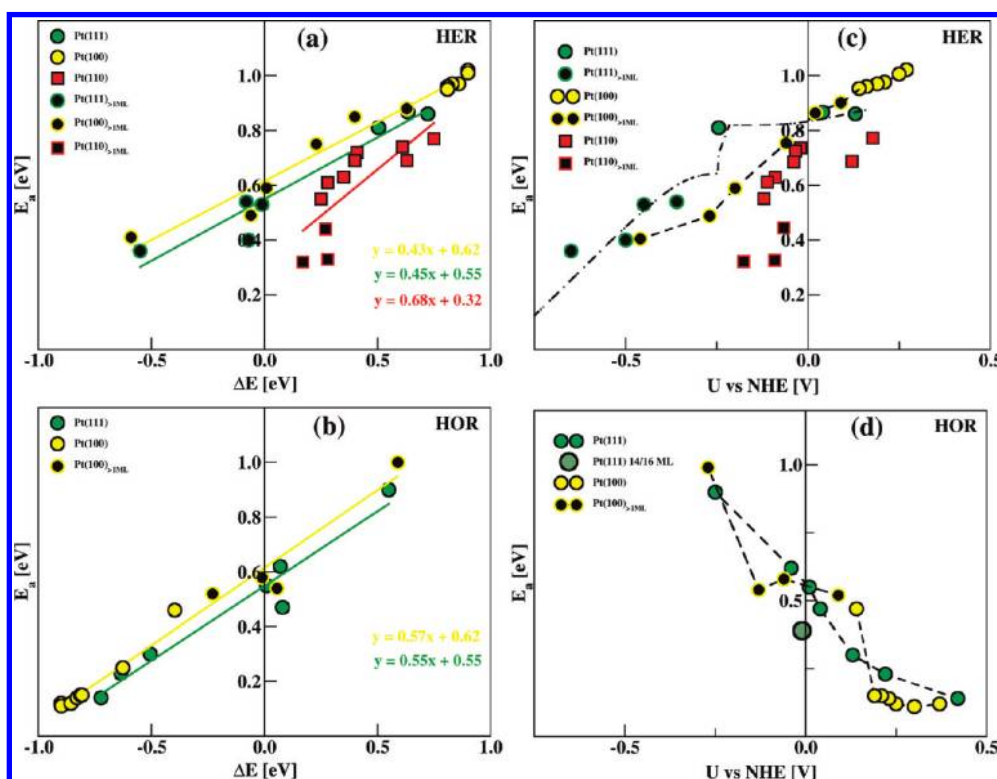 (a)
HER
Pt(111)
Pt(100)
Pt(110)
Pt(111)>1ML
Pt(100)>1ML
Pt(110)>1ML
1.0
0.8
0.6
0.4
0.2
Ea [eV]
y = 0.43x + 0.62
y = 0.45x + 0.55
y = 0.68x + 0.32
-1.0
-0.5
0.0
0.5
1.0
ΔE [eV]
(c)
HER
Pt(111)
Pt(111)>1ML
Pt(100)
Pt(100)>1ML
Pt(110)
Pt(110)>1ML
1.0
0.8
0.6
0.4
0.2
Ea [eV]
-0.5
0.0
0.5
U vs NHE [V]
(b)
HOR
Pt(111)
Pt(100)
Pt(100)>1ML
1.0
0.8
0.6
0.4
0.2
Ea [eV]
y = 0.57x + 0.62
y = 0.55x + 0.55
-1.0
-0.5
0.0
0.5
1.0
ΔE [eV]
(d)
HOR
Pt(111)
Pt(111) 14/16 ML
Pt(100)
Pt(100)>1ML
1.0
0.5
Ea [eV]
-0.5
0.0
0.5
U vs NHE [V]